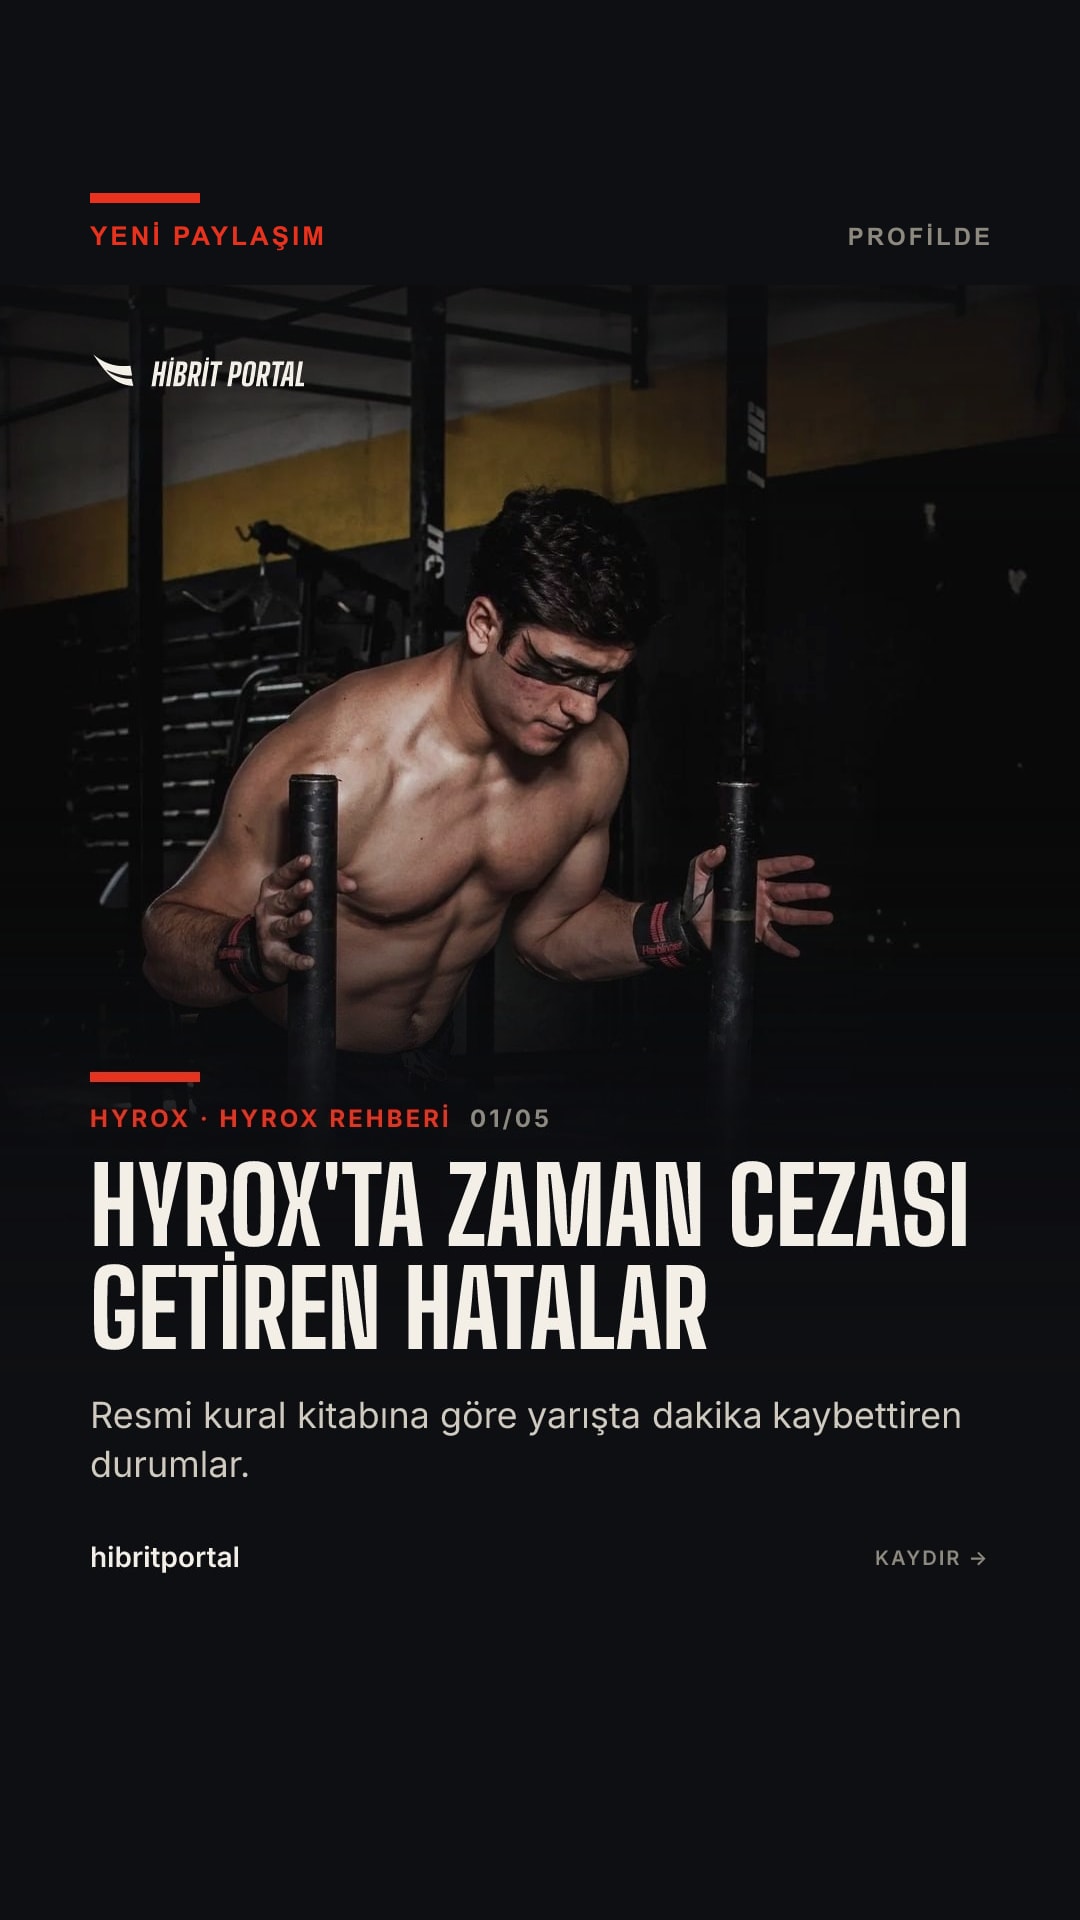 YENİ PAYLAŞIM
PROFİLDE
HİBRİT PORTAL
HYROX · HYROX REHBERİ 01/05
HYROX'TA ZAMAN CEZASI
GETİREN HATALAR
Resmi kural kitabına göre yarışta dakika kaybettiren
durumlar.
hibritportal
KAYDIR →